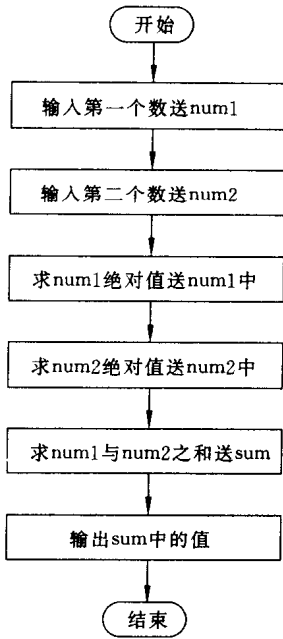 开始
输入第一个数送num1
输入第二个数送num2
求num1绝对值送num1中
求num2绝对值送num2中
求num1与num2之和送sum
输出sum中的值
结束